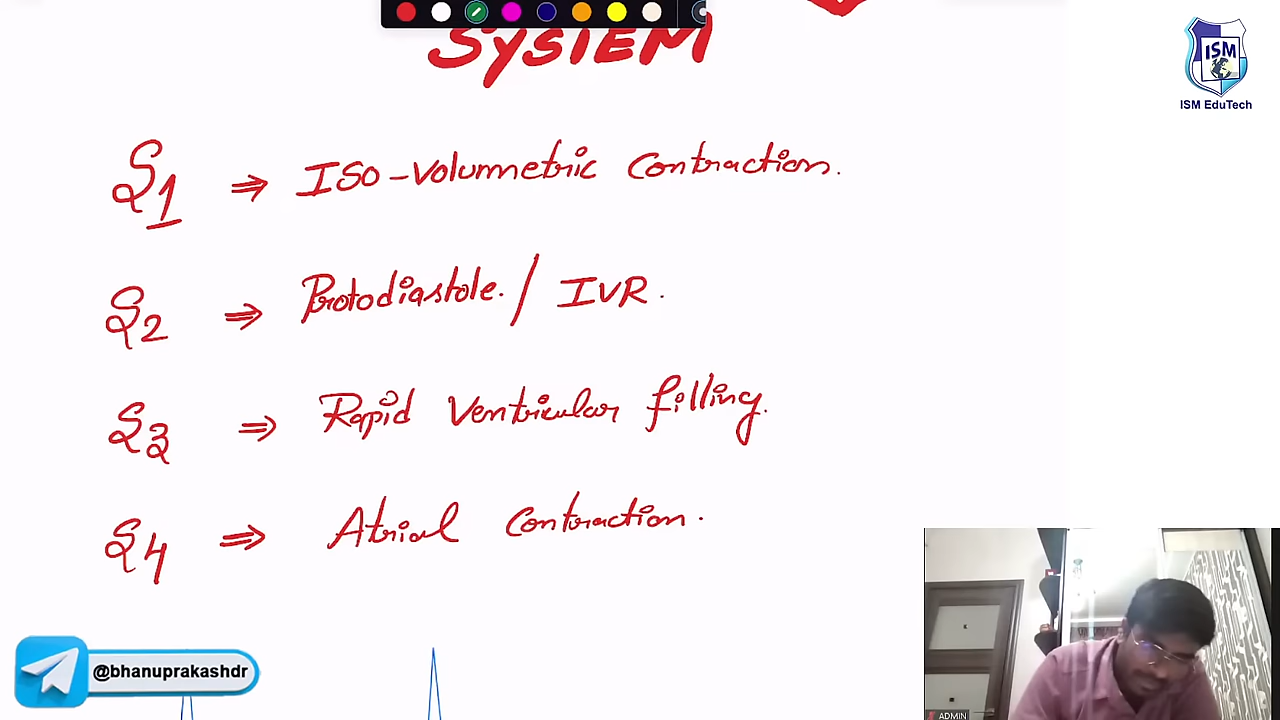 SYSTEM
ISM
ISM EduTech
S1 ⇒ ISO-Volumetric Contraction.
S2 ⇒ Protodiastole. / IVR.
S3 ⇒ Rapid Ventricular filling.
S4 ⇒ Atrial Contraction.
@bhanuprakashdr
ADMIN